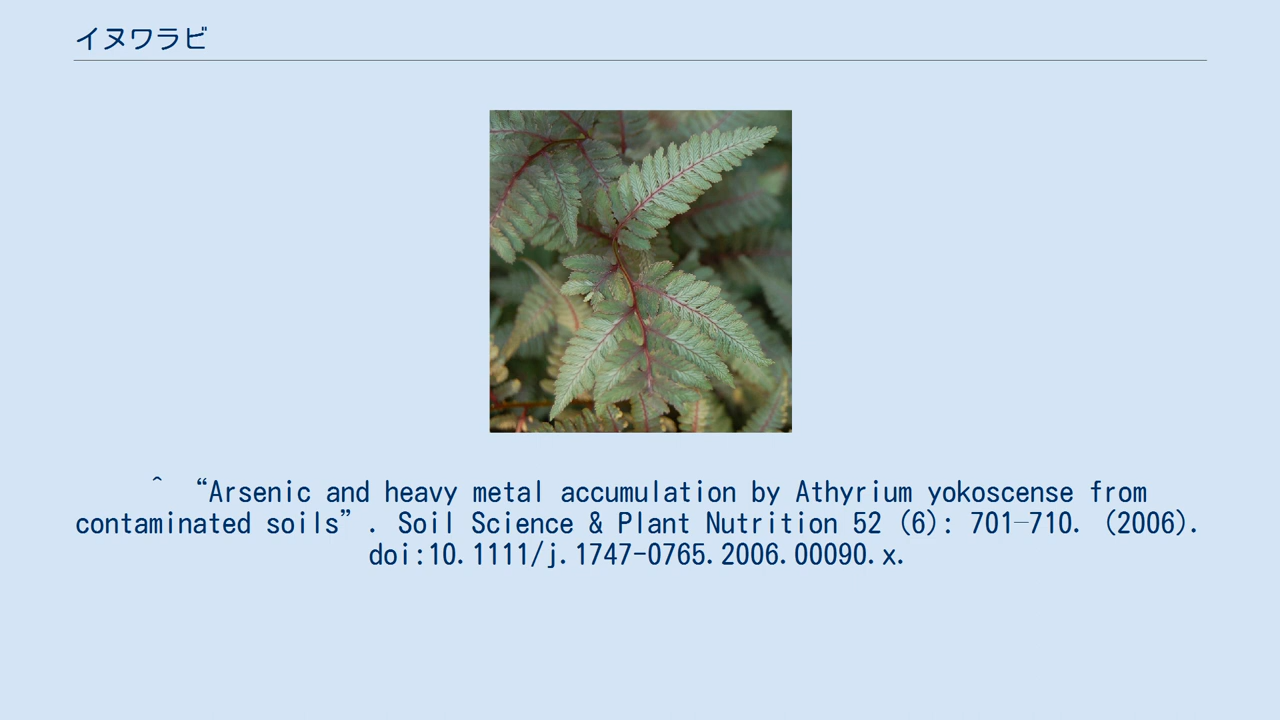 イヌワラビ
^ “Arsenic and heavy metal accumulation by Athyrium yokoscense from
contaminated soils”. Soil Science & Plant Nutrition 52 (6): 701–710. (2006).
doi:10.1111/j.1747-0765.2006.00090.x.